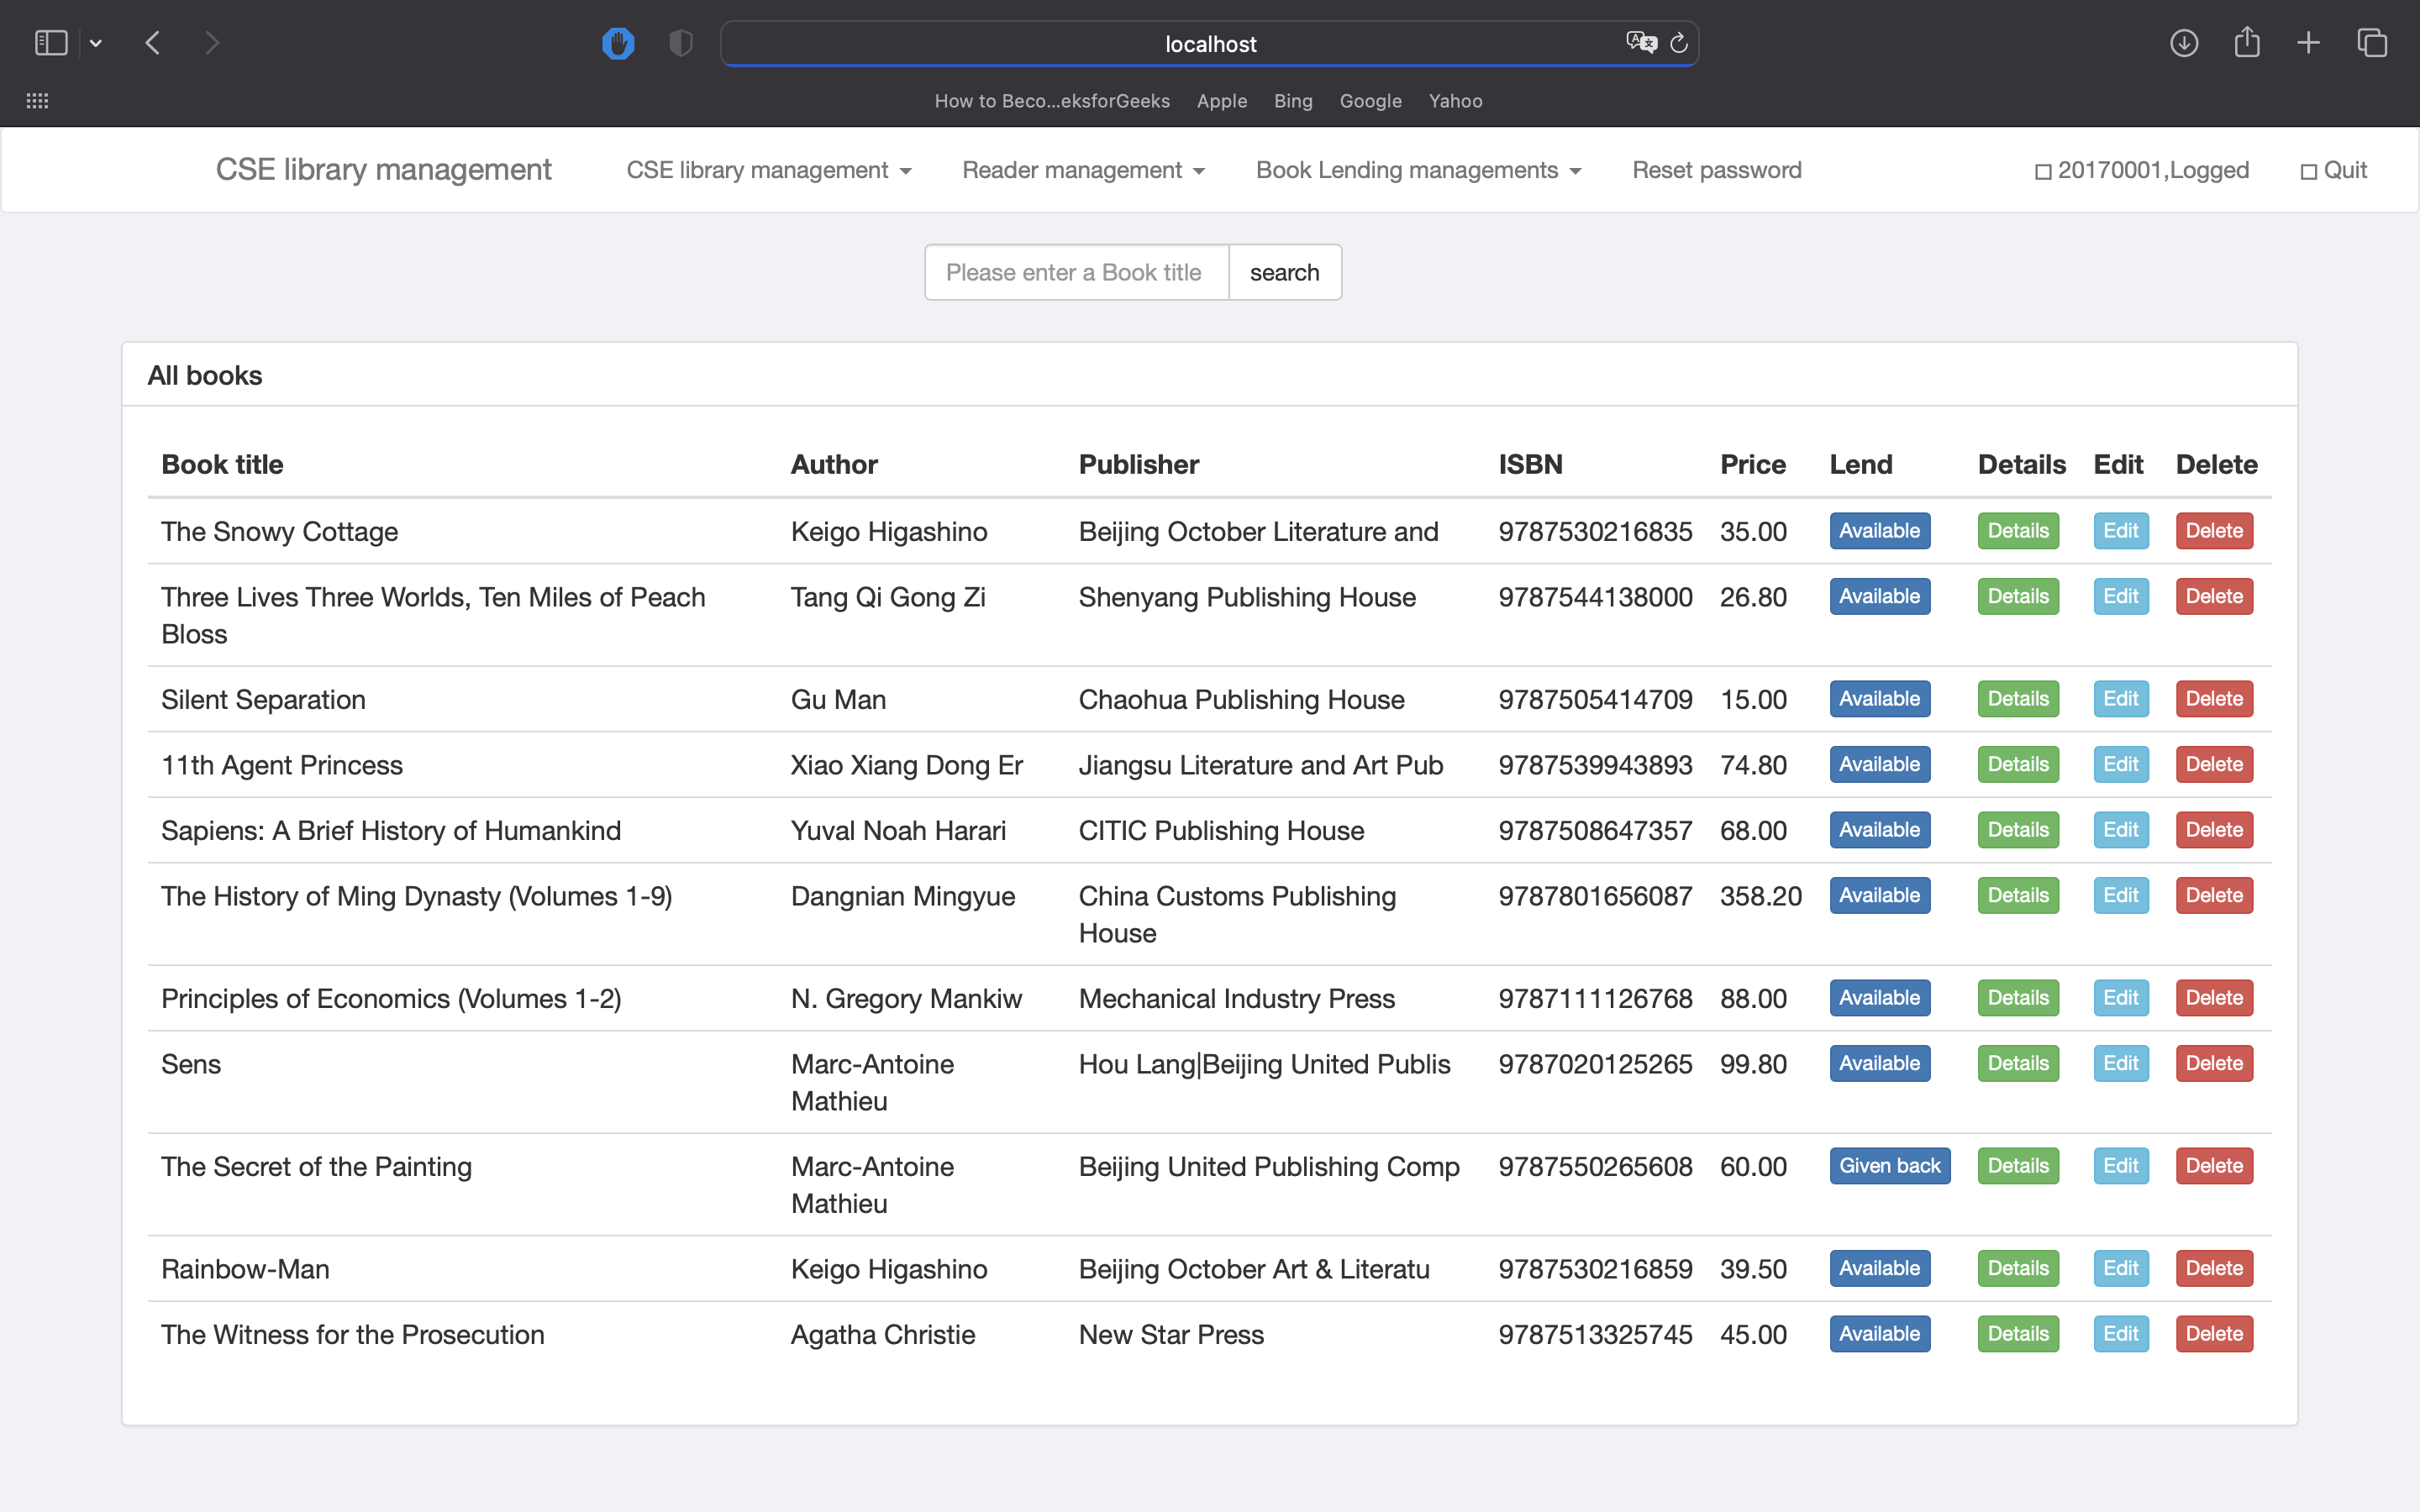 localhost
How to Beco...eksforGeeks Apple Bing Google Yahoo
CSE library management CSE library management Reader management Book Lending managements Reset password 20170001,Logged Quit
Please enter a Book title search
All books
Book title Author Publisher ISBN Price Lend Details Edit Delete
The Snowy Cottage Keigo Higashino Beijing October Literature and 9787530216835 35.00 Available Details Edit Delete
Three Lives Three Worlds, Ten Miles of Peach Tang Qi Gong Zi Shenyang Publishing House 9787544138000 26.80 Available Details Edit Delete
Bloss
Silent Separation Gu Man Chaohua Publishing House 9787505414709 15.00 Available Details Edit Delete
11th Agent Princess Xiao Xiang Dong Er Jiangsu Literature and Art Pub 9787539943893 74.80 Available Details Edit Delete
Sapiens: A Brief History of Humankind Yuval Noah Harari CITIC Publishing House 9787508647357 68.00 Available Details Edit Delete
The History of Ming Dynasty (Volumes 1-9) Dangnian Mingyue China Customs Publishing 9787801656087 358.20 Available Details Edit Delete
House
Principles of Economics (Volumes 1-2) N. Gregory Mankiw Mechanical Industry Press 9787111126768 88.00 Available Details Edit Delete
Sens Marc-Antoine Hou Lang|Beijing United Publis 9787020125265 99.80 Available Details Edit Delete
Mathieu
The Secret of the Painting Marc-Antoine Beijing United Publishing Comp 9787550265608 60.00 Given back Details Edit Delete
Mathieu
Rainbow-Man Keigo Higashino Beijing October Art & Literatu 9787530216859 39.50 Available Details Edit Delete
The Witness for the Prosecution Agatha Christie New Star Press 9787513325745 45.00 Available Details Edit Delete